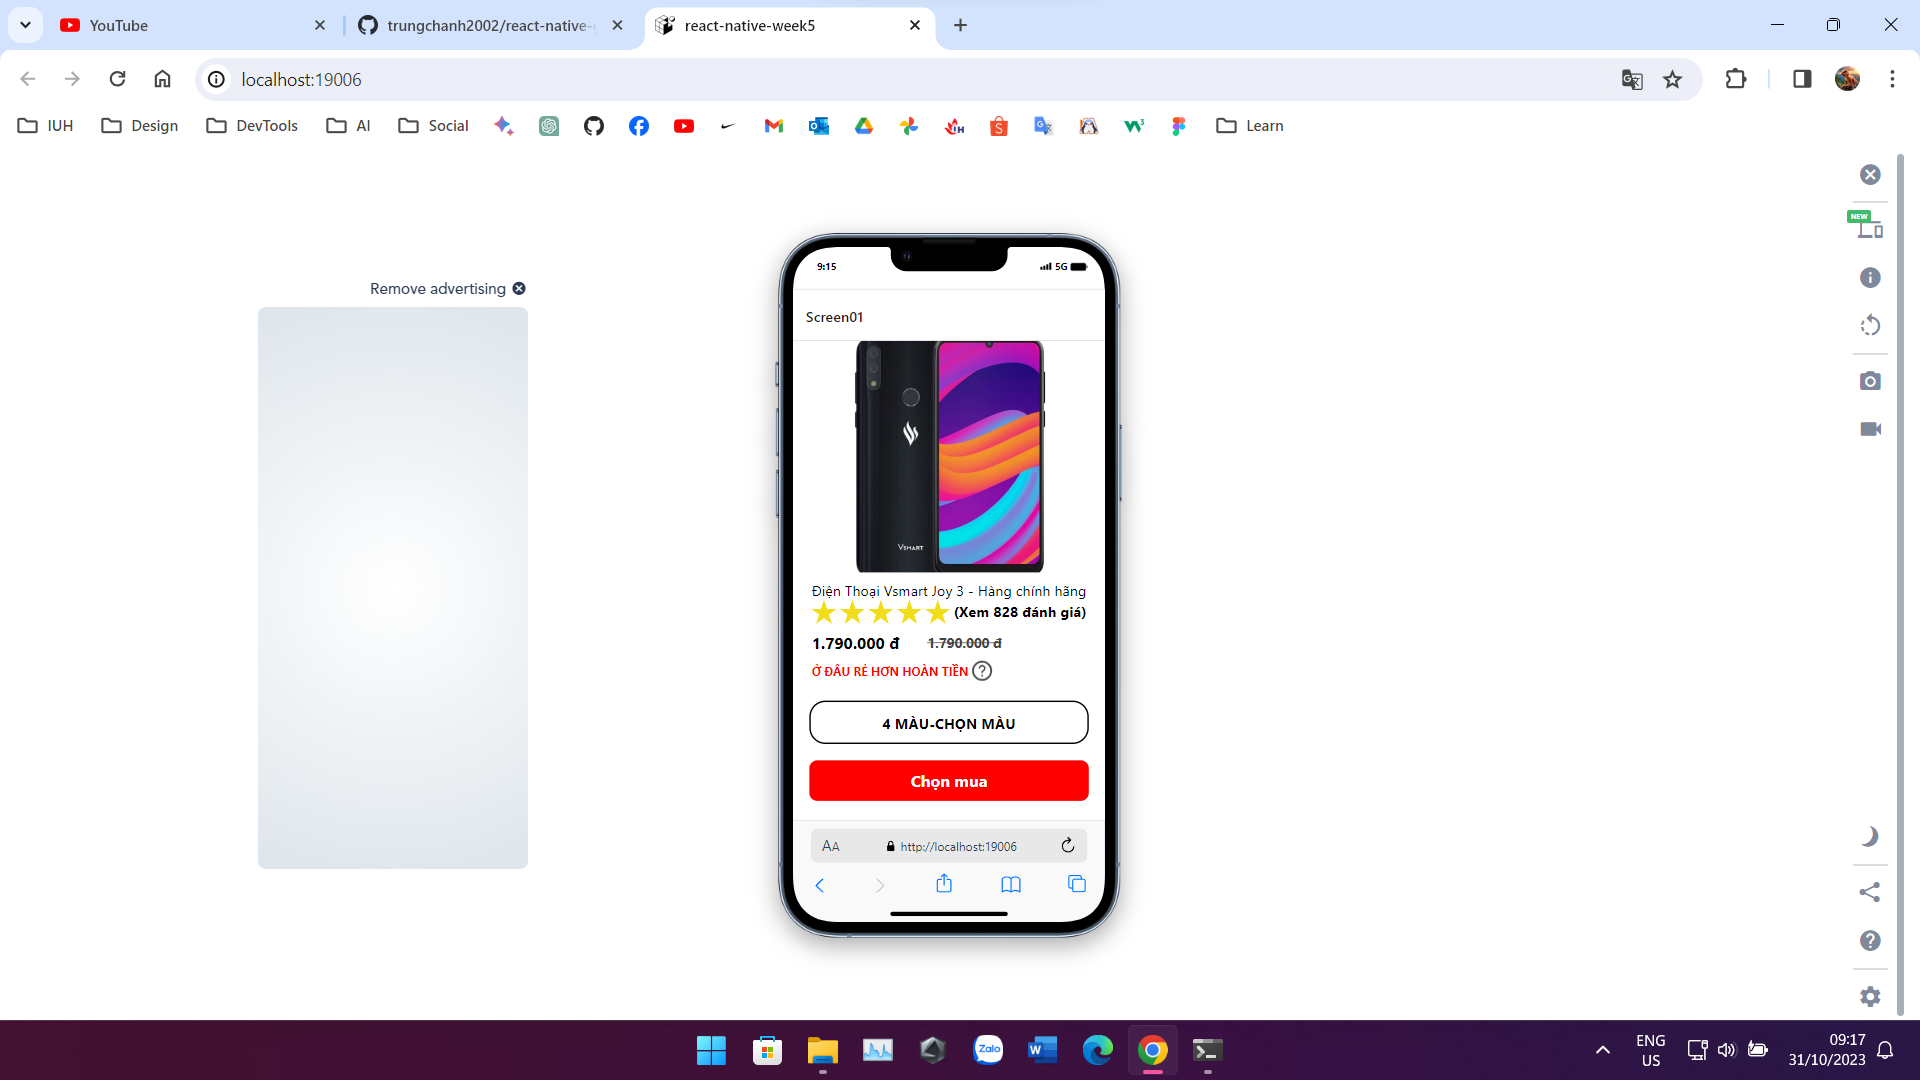 YouTube
trungchanh2002/react-native-
react-native-week5
localhost:19006
IUH
Design
DevTools
AI
Social
Learn
NEW
Remove advertising
9:15
5G
Screen01
VSMART
Điện Thoại Vsmart Joy 3 - Hàng chính hãng
(Xem 828 đánh giá)
1.790.000 đ 1.790.000 đ
Ở ĐÂU RẺ HƠN HOÀN TIỀN ?
4 MÀU-CHỌN MÀU
Chọn mua
AA http://localhost:19006
Zalo
W
ENG
US
09:17
31/10/2023